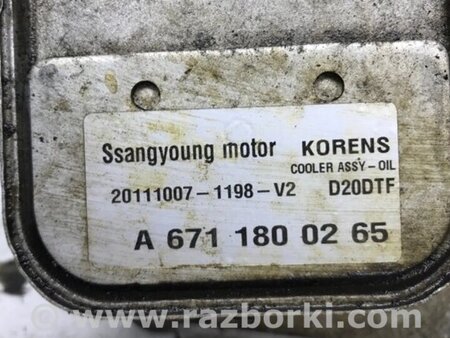 Ssangyoung motor KORENS
COOLER ASSY-OIL
20111007-1198-V2 D20DTF
A 671 180 02 65
www.razborki.com